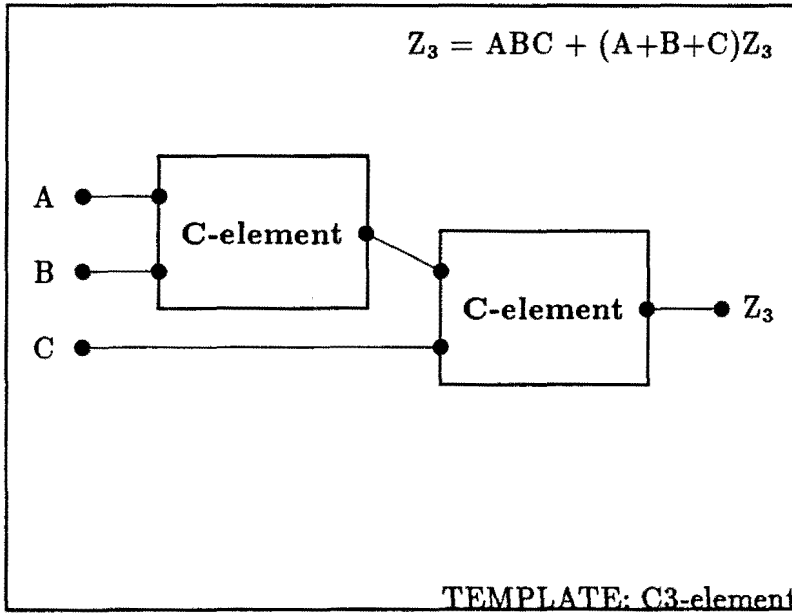 Z₃ = ABC + (A+B+C)Z₃
A
C-element
B
C-element
Z₃
C
TEMPLATE: C3-element